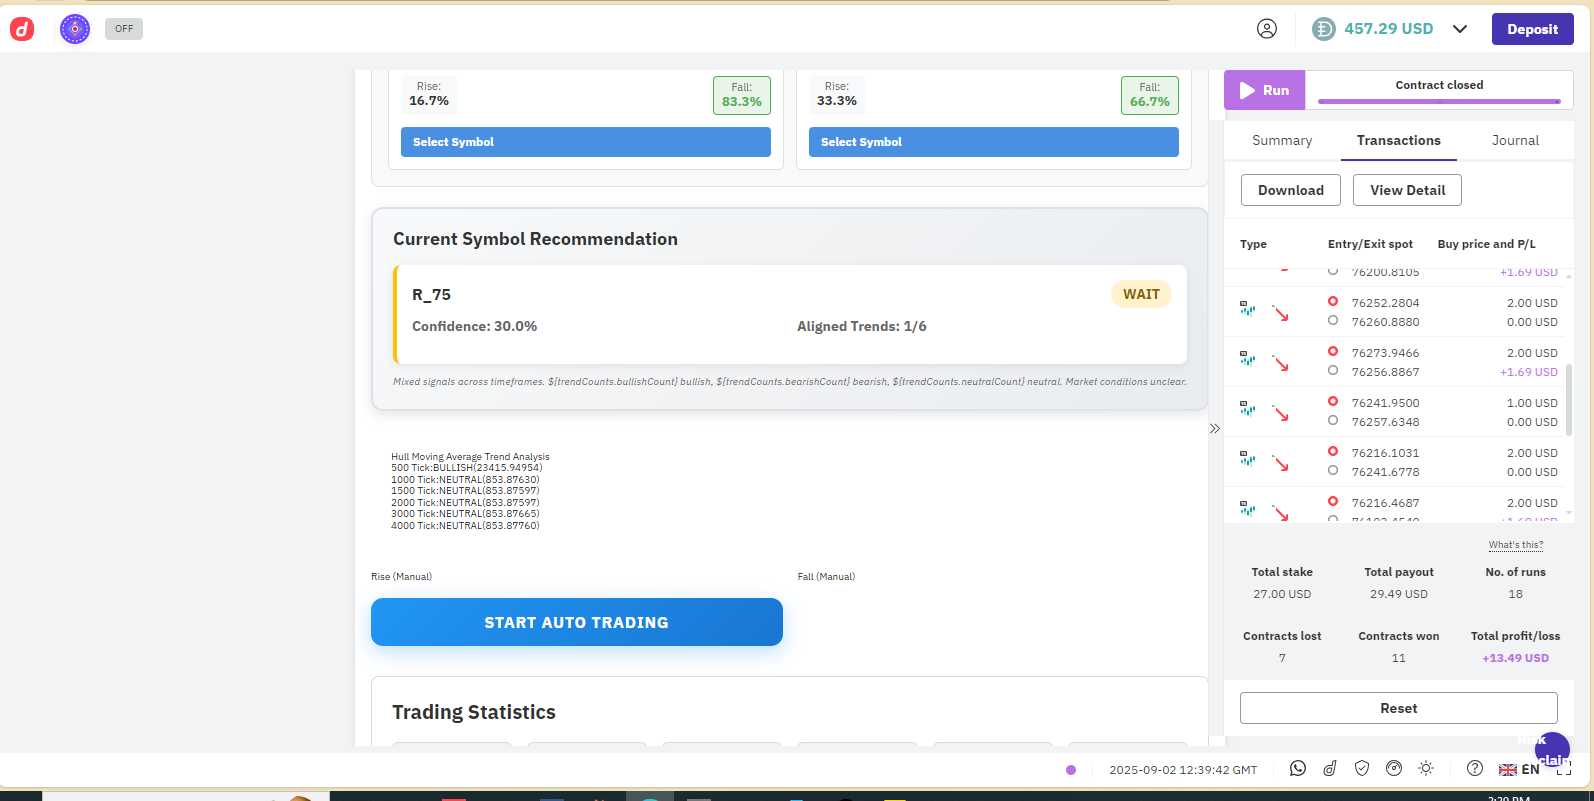 OFF
457.29 USD
Deposit
Rise:
16.7%
Fall:
83.3%
Select Symbol
Rise:
33.3%
Fall:
66.7%
Select Symbol
Current Symbol Recommendation
R_75
WAIT
Confidence: 30.0%
Aligned Trends: 1/6
Mixed signals across timeframes. ${trendCounts.bullishCount} bullish, ${trendCounts.bearishCount} bearish, ${trendCounts.neutralCount} neutral. Market conditions unclear.
Hull Moving Average Trend Analysis
500 Tick:BULLISH(23415.94954)
1000 Tick:NEUTRAL(853.87630)
1500 Tick:NEUTRAL(853.87597)
2000 Tick:NEUTRAL(853.87597)
3000 Tick:NEUTRAL(853.87665)
4000 Tick:NEUTRAL(853.87760)
Rise (Manual)
Fall (Manual)
START AUTO TRADING
Trading Statistics
Run
Contract closed
Summary
Transactions
Journal
Download
View Detail
Type
Entry/Exit spot
Buy price and P/L
76200.8105
+1.69 USD
76252.2804
2.00 USD
76260.8880
0.00 USD
76273.9466
2.00 USD
76256.8867
+1.69 USD
76241.9500
1.00 USD
76257.6348
0.00 USD
76216.1031
2.00 USD
76241.6778
0.00 USD
76216.4687
2.00 USD
What's this?
Total stake
Total payout
No. of runs
27.00 USD
29.49 USD
18
Contracts lost
Contracts won
Total profit/loss
7
11
+13.49 USD
Reset
2025-09-02 12:39:42 GMT
EN